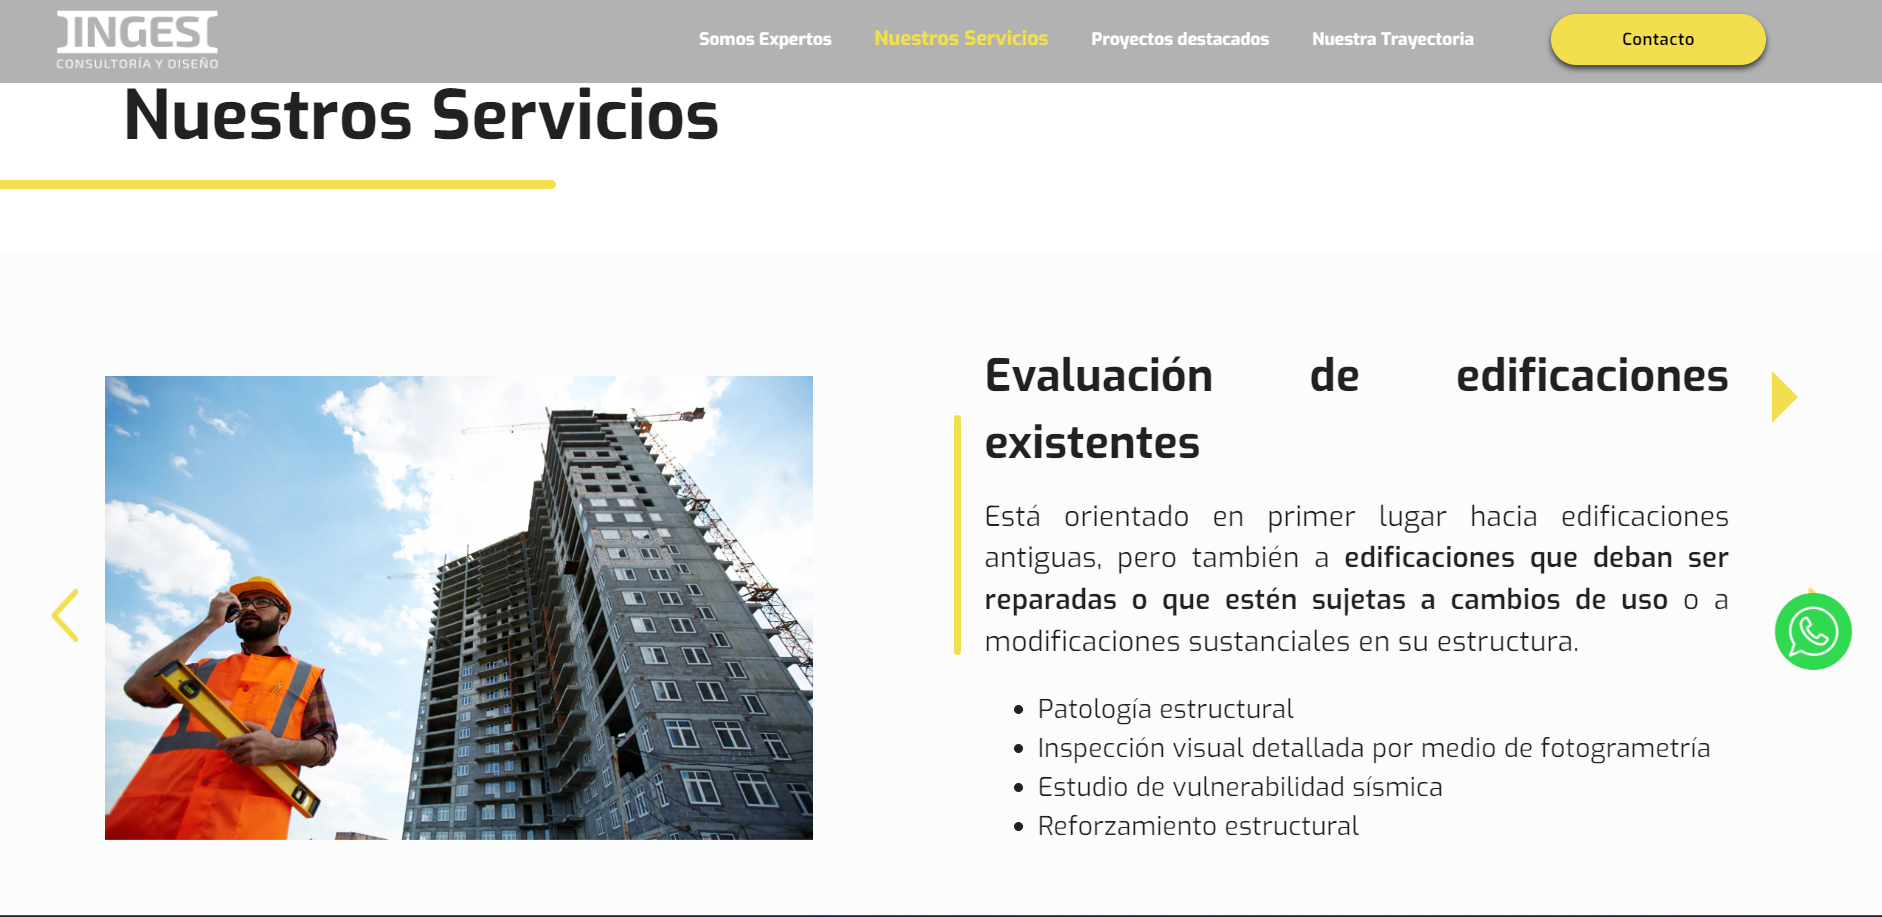 INGES
CONSULTORÍA Y DISEÑO
Somos Expertos
Nuestros Servicios
Proyectos destacados
Nuestra Trayectoria
Contacto
Nuestros Servicios
Evaluación de edificaciones
existentes
Está orientado en primer lugar hacia edificaciones
antiguas, pero también a edificaciones que deban ser
reparadas o que estén sujetas a cambios de uso o a
modificaciones sustanciales en su estructura.
• Patología estructural
• Inspección visual detallada por medio de fotogrametría
• Estudio de vulnerabilidad sísmica
• Reforzamiento estructural